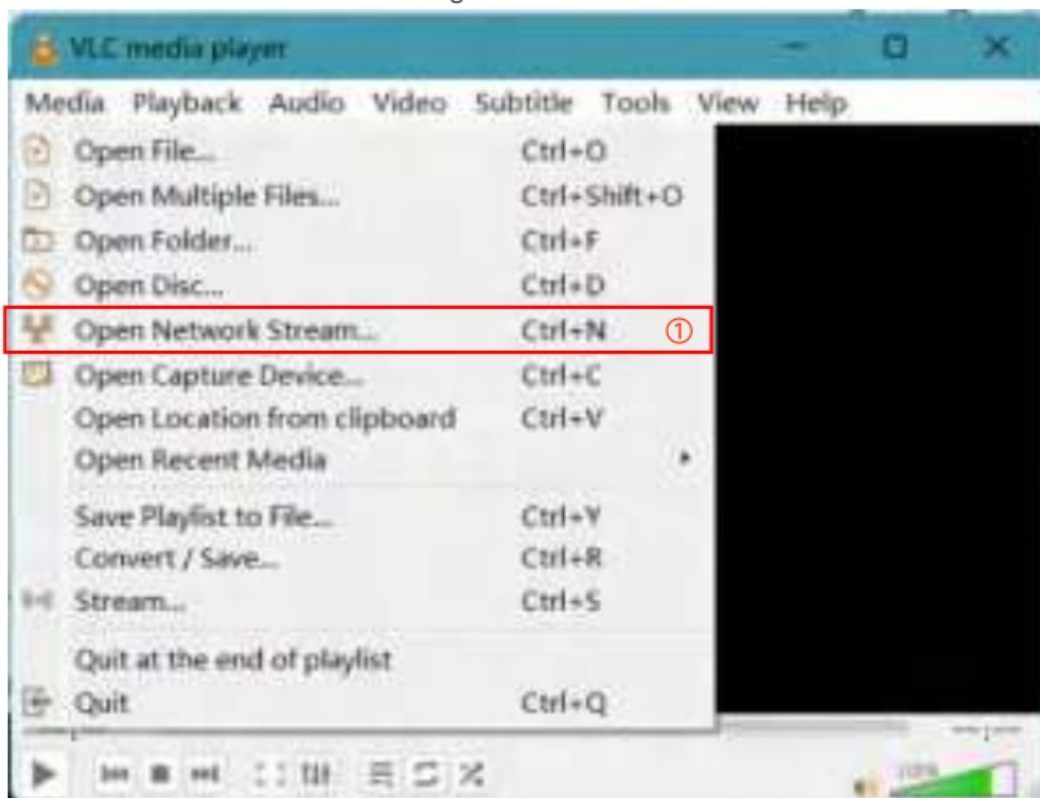 VLC media player
Media Playback Audio Video Subtitle Tools View Help
Open File... Ctrl+O
Open Multiple Files... Ctrl+Shift+O
Open Folder... Ctrl+F
Open Disc... Ctrl+D
Open Network Stream... Ctrl+N ①
Open Capture Device... Ctrl+C
Open Location from clipboard Ctrl+V
Open Recent Media
Save Playlist to File... Ctrl+Y
Convert / Save... Ctrl+R
Stream... Ctrl+S
Quit at the end of playlist
Quit Ctrl+Q